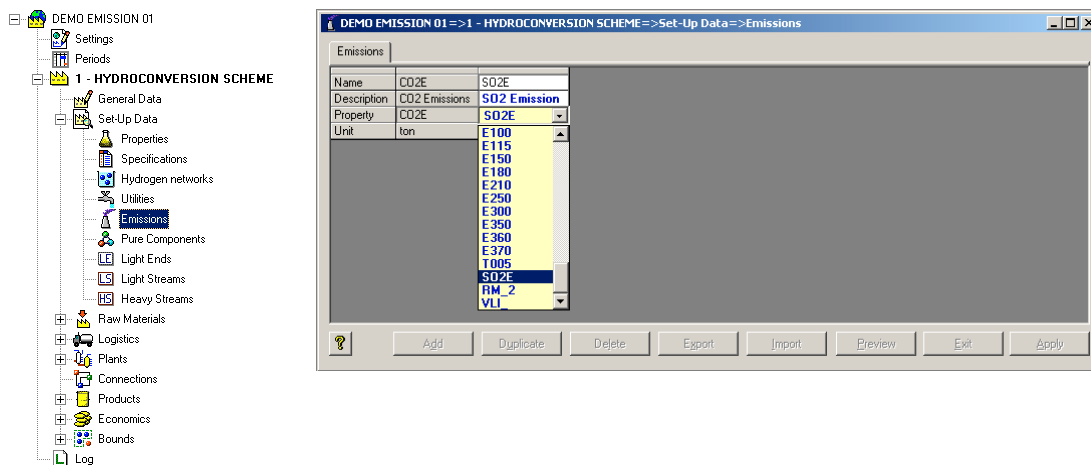 DEMO EMISSION 01
Settings
Periods
1 - HYDROCONVERSION SCHEME
General Data
Set-Up Data
Properties
Specifications
Hydrogen networks
Utilities
Emissions
Pure Components
LE Light Ends
LS Light Streams
HS Heavy Streams
Raw Materials
Logistics
Plants
Connections
Products
Economics
Bounds
L Log
DEMO EMISSION 01=>1 - HYDROCONVERSION SCHEME=>Set-Up Data=>Emissions
Emissions
Name CO2E SO2E
Description CO2 Emissions SO2 Emission
Property CO2E SO2E
Unit ton
E100
E115
E150
E180
E210
E250
E300
E350
E360
E370
T005
SO2E
RM_2
VLI_
? Add Duplicate Delete Export Import Preview Exit Apply